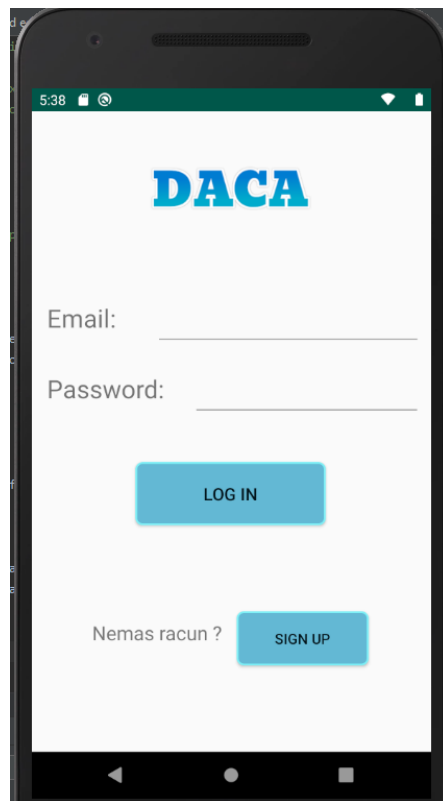 5:38
DACA
Email:
Password:
LOG IN
Nemas racun ?
SIGN UP